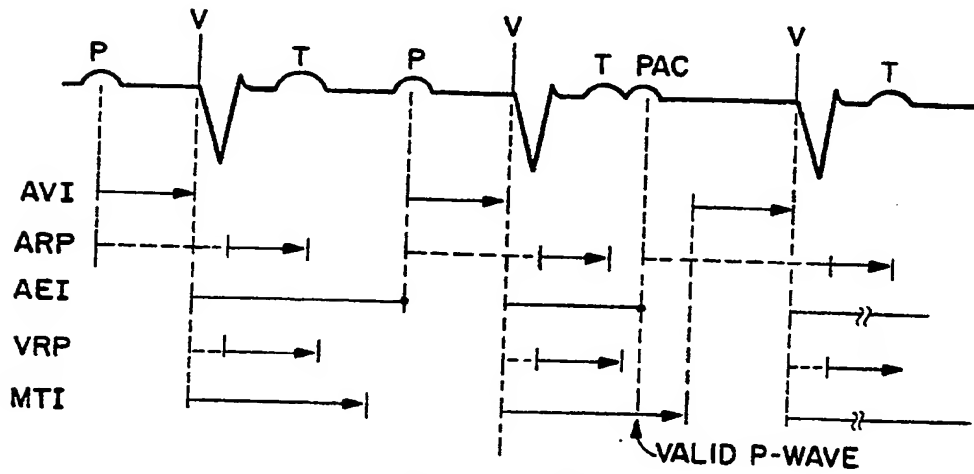 V V V
P T P T PAC T
AVI
ARP
AEI
VRP
MTI
VALID P-WAVE